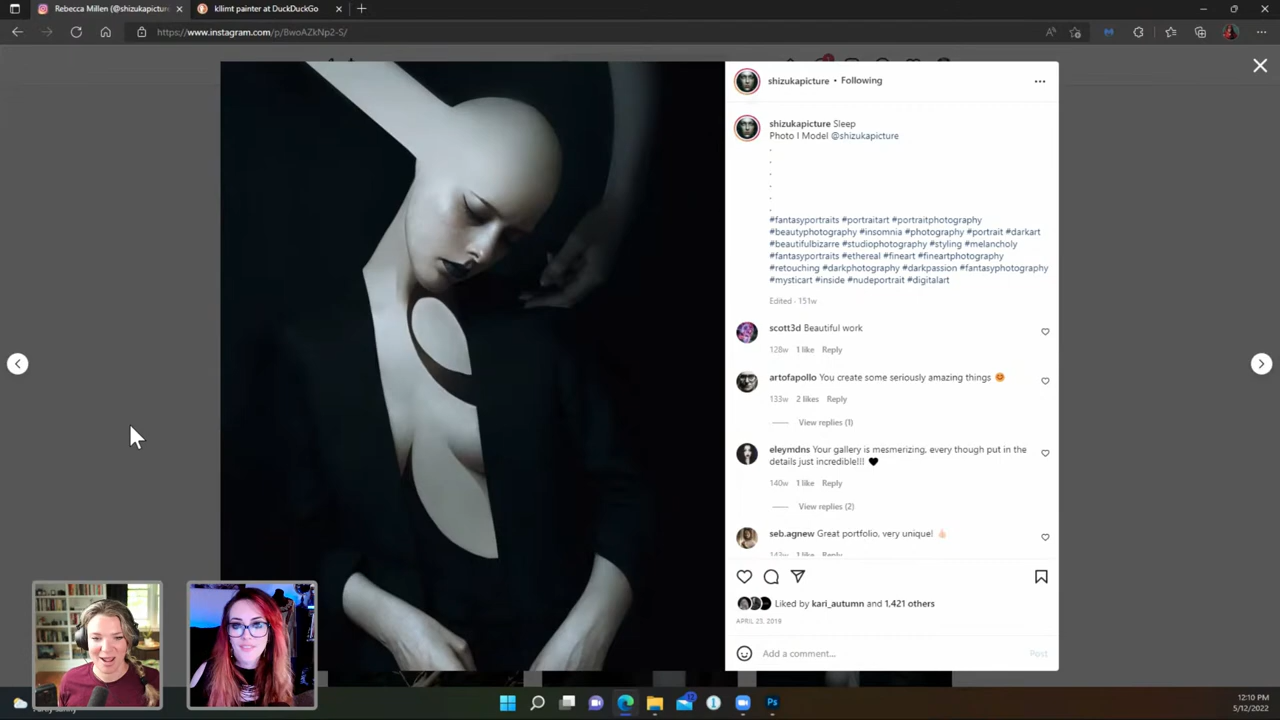 Rebecca Millen (@shizukapicture
kllimt painter at DuckDuckGo
https://www.instagram.com/p/BwoAZkNp2-S/
shizukapicture • Following
shizukapicture Sleep
Photo I Model @shizukapicture
.
.
.
.
.
.
#fantasyportraits #portraitart #portraitphotography
#beautyphotography #insomnia #photography #portrait #darkart
#beautifulbizarre #studiophotography #styling #melancholy
#fantasyportraits #ethereal #fineart #fineartphotography
#retouching #darkphotography #darkpassion #fantasyphotography
#mysticart #inside #nudeportrait #digitalart
Edited · 151w
scott3d Beautiful work
128w 1 like Reply
artofapollo You create some seriously amazing things
133w 2 likes Reply
View replies (1)
eleymdns Your gallery is mesmerizing, every though put in the
details just incredible!!! 🖤
140w 1 like Reply
View replies (2)
seb.agnew Great portfolio, very unique! 👌🏻
1 like Reply
Liked by kari_autumn and 1,421 others
APRIL 23, 2019
Add a comment...
Post
12:10 PM
5/12/2022